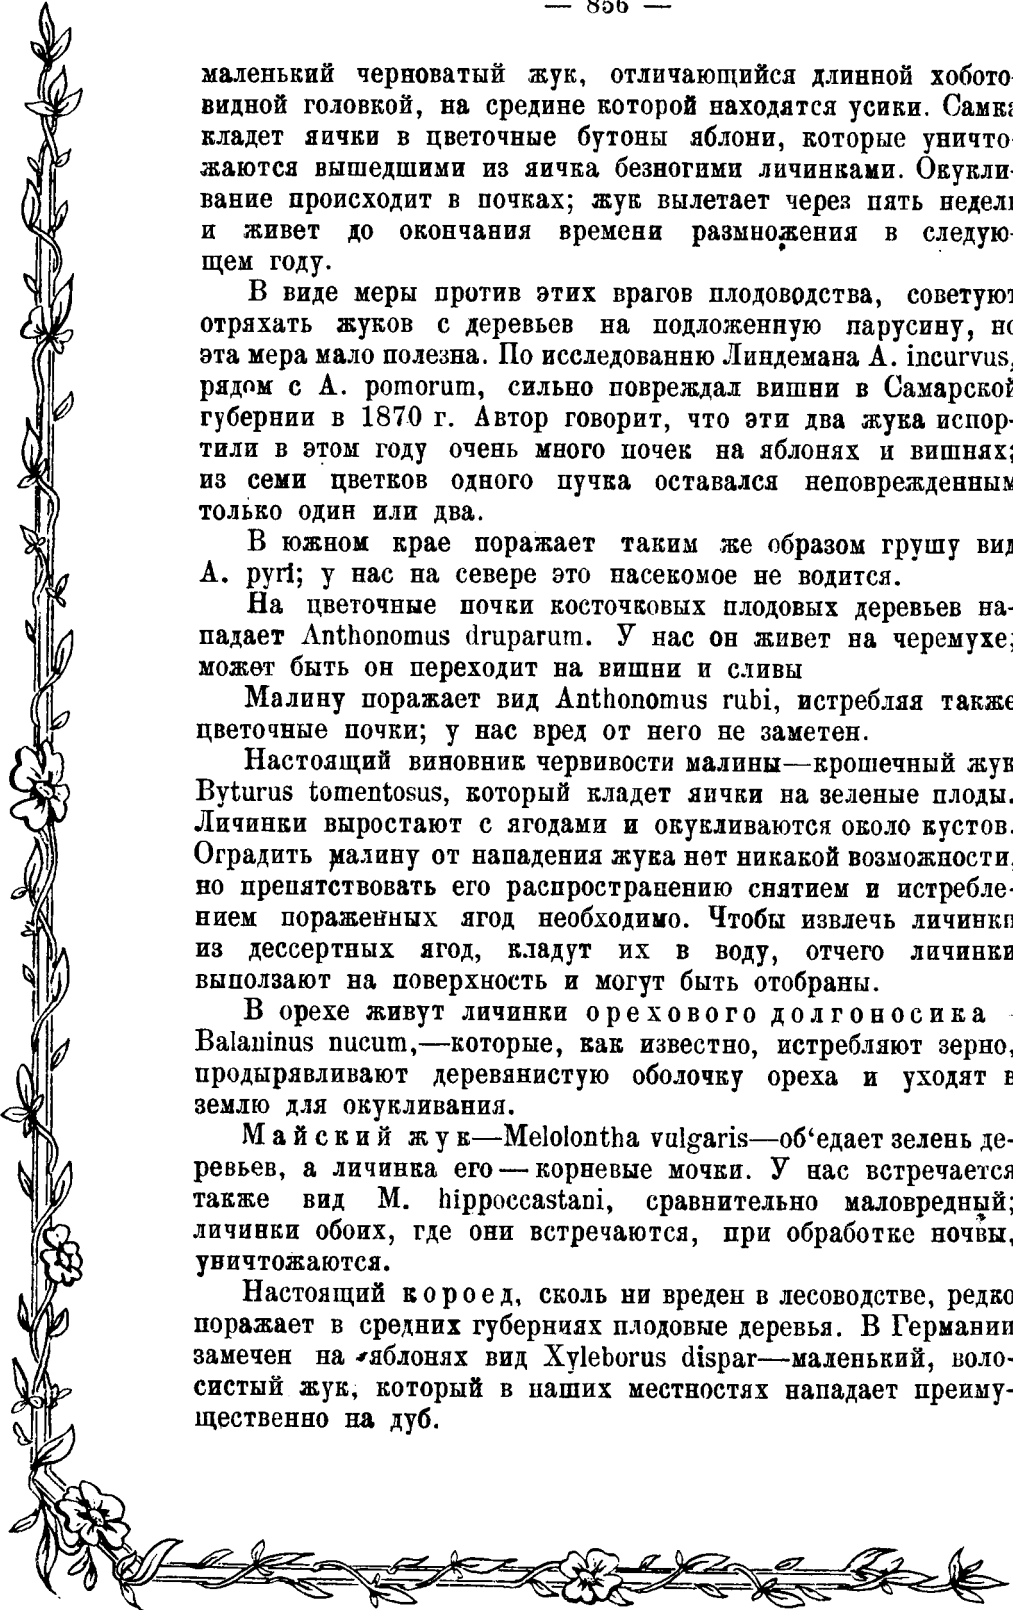 — 856 —
маленький черноватый жук, отличающийся длинной хобото-
видной головкой, на средине которой находятся усики. Самка
кладет яички в цветочные бутоны яблони, которые уничто-
жаются вышедшими из яичка безногими личинками. Окукли-
вание происходит в почках; жук вылетает через пять недель
и живет до окончания времени размножения в следую-
щем году.
В виде меры против этих врагов плодоводства, советуют
отряхать жуков с деревьев на подложенную парусину, но
эта мера мало полезна. По исследованию Линдемана A. incurvus,
рядом с A. pomorum, сильно повреждал вишни в Самарской
губернии в 1870 г. Автор говорит, что эти два жука испор-
тили в этом году очень много почек на яблонях и вишнях;
из семи цветков одного пучка оставался неповрежденным
только один или два.
В южном крае поражает таким же образом грушу вид
A. pyri; у нас на севере это насекомое не водится.
На цветочные почки косточковых плодовых деревьев на-
падает Anthonomus druparum. У нас он живет на черемухе;
может быть он переходит на вишни и сливы
Малину поражает вид Anthonomus rubi, истребляя также
цветочные почки; у нас вред от него не заметен.
Настоящий виновник червивости малины—крошечный жук
Byturus tomentosus, который кладет яички на зеленые плоды.
Личинки выростают с ягодами и окукливаются около кустов.
Оградить малину от нападения жука нет никакой возможности,
но препятствовать его распространению снятием и истребле-
нием пораженных ягод необходимо. Чтобы извлечь личинки
из дессертных ягод, кладут их в воду, отчего личинки
выползают на поверхность и могут быть отобраны.
В орехе живут личинки орехового долгоносика -
Balaninus nucum,—которые, как известно, истребляют зерно,
продырявливают деревянистую оболочку ореха и уходят в
землю для окукливания.
Майский жук—Melolontha vulgaris—об‘едает зелень де-
ревьев, а личинка его — корневые мочки. У нас встречается
также вид M. hippoccastani, сравнительно маловредный;
личинки обоих, где они встречаются, при обработке ночвы,
уничтожаются.
Настоящий короед, сколь ни вреден в лесоводстве, редко
поражает в средних губерниях плодовые деревья. В Германии
замечен на яблонях вид Xyleborus dispar—маленький, воло-
систый жук, который в наших местностях нападает преиму-
щественно на дуб.